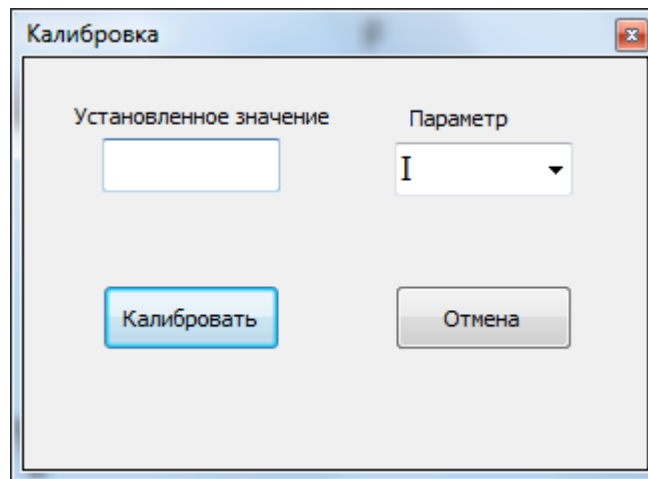 Калибровка
Установленное значение
Параметр
I
Калибровать
Отмена